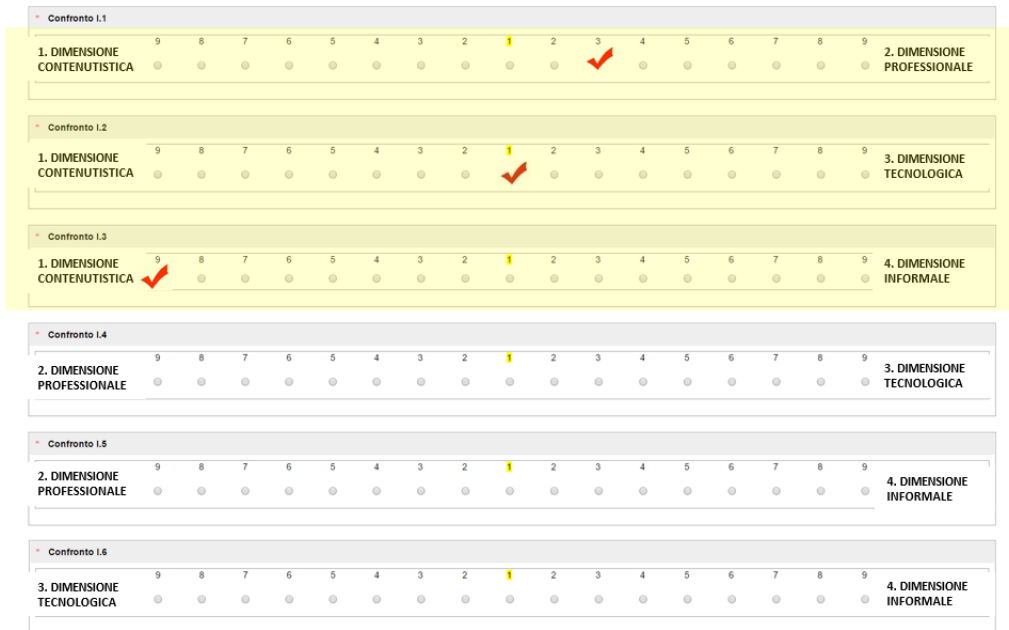 * Confronto I.1
9 8 7 6 5 4 3 2 1 2 3 4 5 6 7 8 9
1. DIMENSIONE
CONTENUTISTICA
2. DIMENSIONE
PROFESSIONALE
* Confronto I.2
9 8 7 6 5 4 3 2 1 2 3 4 5 6 7 8 9
1. DIMENSIONE
CONTENUTISTICA
3. DIMENSIONE
TECNOLOGICA
* Confronto I.3
9 8 7 6 5 4 3 2 1 2 3 4 5 6 7 8 9
1. DIMENSIONE
CONTENUTISTICA
4. DIMENSIONE
INFORMALE
* Confronto I.4
9 8 7 6 5 4 3 2 1 2 3 4 5 6 7 8 9
2. DIMENSIONE
PROFESSIONALE
3. DIMENSIONE
TECNOLOGICA
* Confronto I.5
9 8 7 6 5 4 3 2 1 2 3 4 5 6 7 8 9
2. DIMENSIONE
PROFESSIONALE
4. DIMENSIONE
INFORMALE
* Confronto I.6
9 8 7 6 5 4 3 2 1 2 3 4 5 6 7 8 9
3. DIMENSIONE
TECNOLOGICA
4. DIMENSIONE
INFORMALE